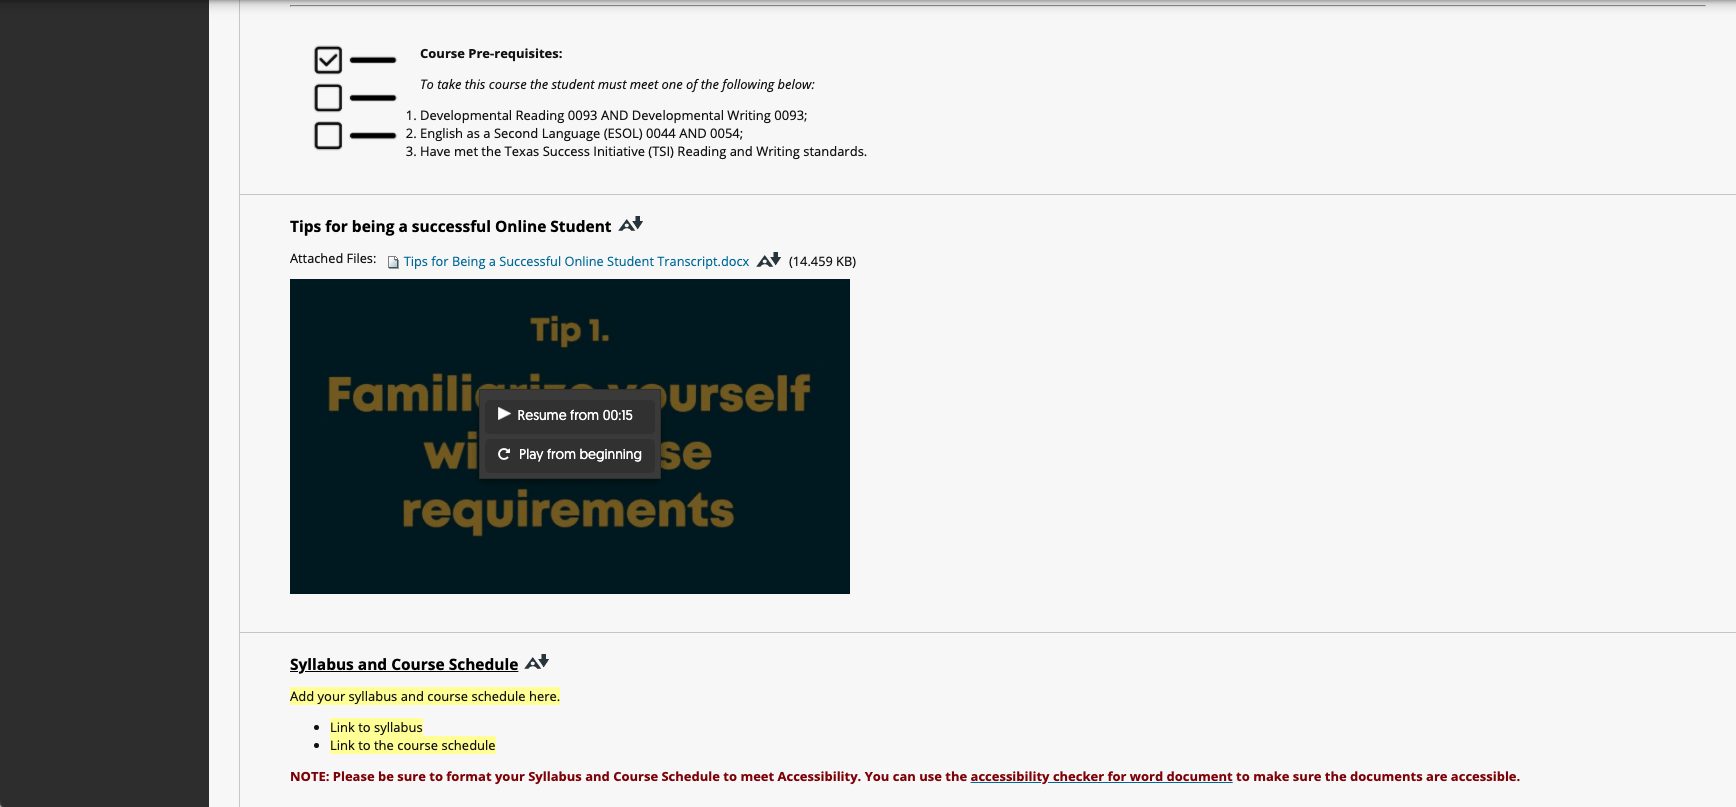 Course Pre-requisites:
To take this course the student must meet one of the following below:
1. Developmental Reading 0093 AND Developmental Writing 0093;
2. English as a Second Language (ESOL) 0044 AND 0054;
3. Have met the Texas Success Initiative (TSI) Reading and Writing standards.
Tips for being a successful Online Student
Attached Files: Tips for Being a Successful Online Student Transcript.docx (14.459 KB)
Tip 1.
yourself
requirements
Resume from 00:15
Play from beginning
Syllabus and Course Schedule
Add your syllabus and course schedule here.
• Link to syllabus
• Link to the course schedule
NOTE: Please be sure to format your Syllabus and Course Schedule to meet Accessibility. You can use the accessibility checker for word document to make sure the documents are accessible.